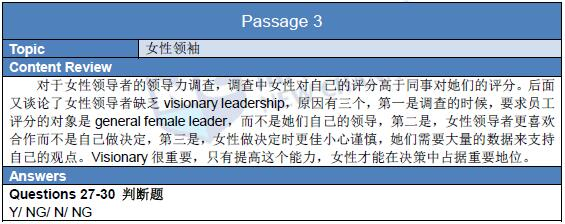 Passage 3
Topic 女性领袖
Content Review
对于女性领导者的领导力调查，调查中女性对自己的评分高于同事对她们的评分。后面
又谈论了女性领导者缺乏 visionary leadership，原因有三个，第一是调查的时候，要求员工
评分的对象是 general female leader，而不是她们自己的领导，第二是，女性领导者更喜欢
合作而不是自己做决定，第三是，女性做决定时更佳小心谨慎，她们需要大量的数据来支持
自己的观点。Visionary 很重要，只有提高这个能力，女性才能在决策中占据重要地位。
Answers
Questions 27-30 判断题
Y/ NG/ N/ NG